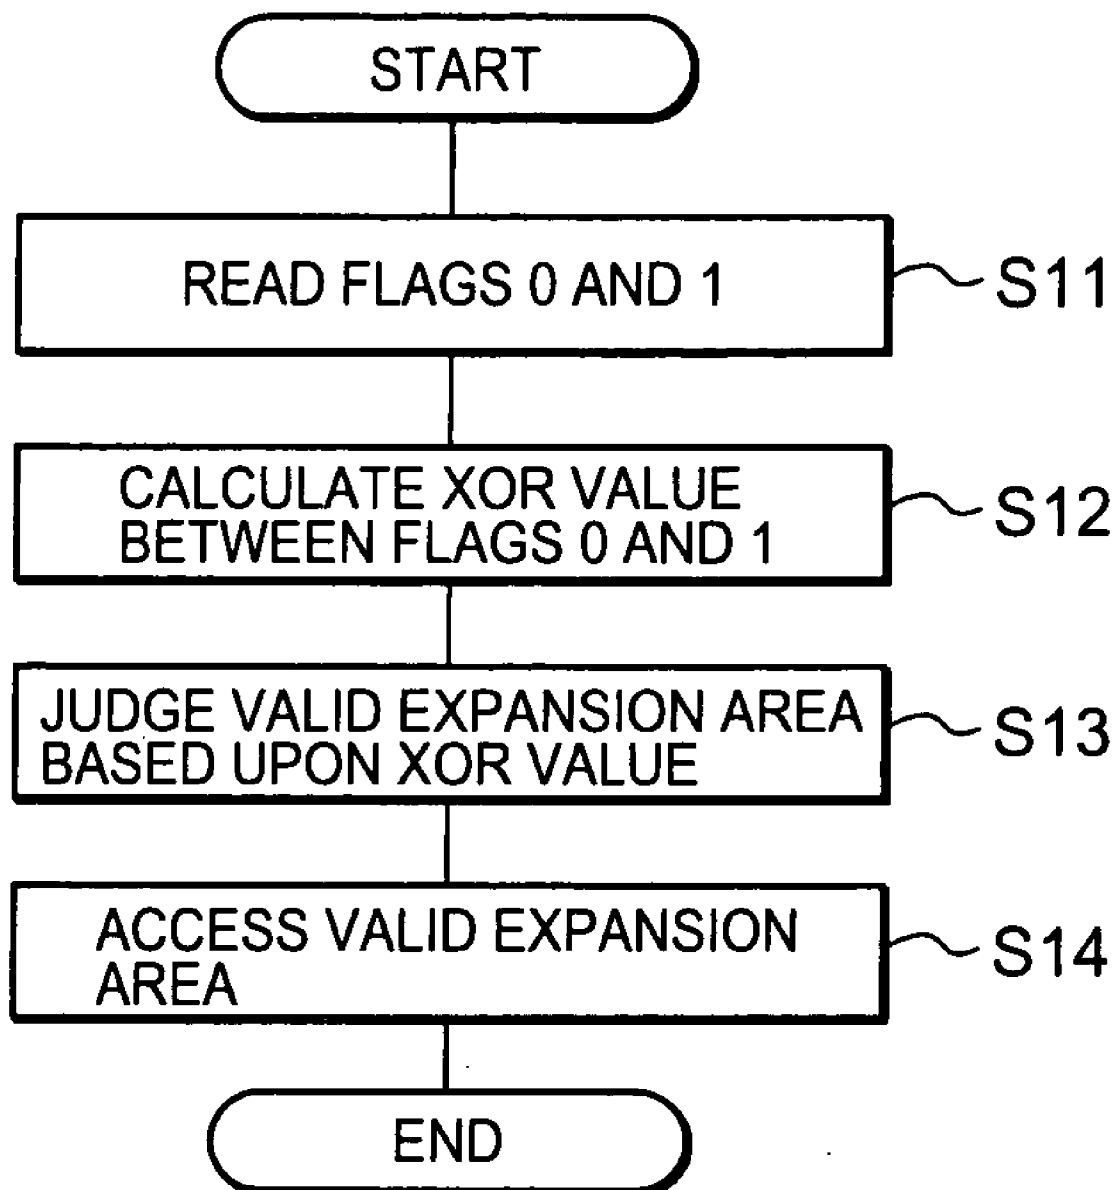 START
READ FLAGS 0 AND 1
S11
CALCULATE XOR VALUE
BETWEEN FLAGS 0 AND 1
S12
JUDGE VALID EXPANSION AREA
BASED UPON XOR VALUE
S13
ACCESS VALID EXPANSION
AREA
S14
END